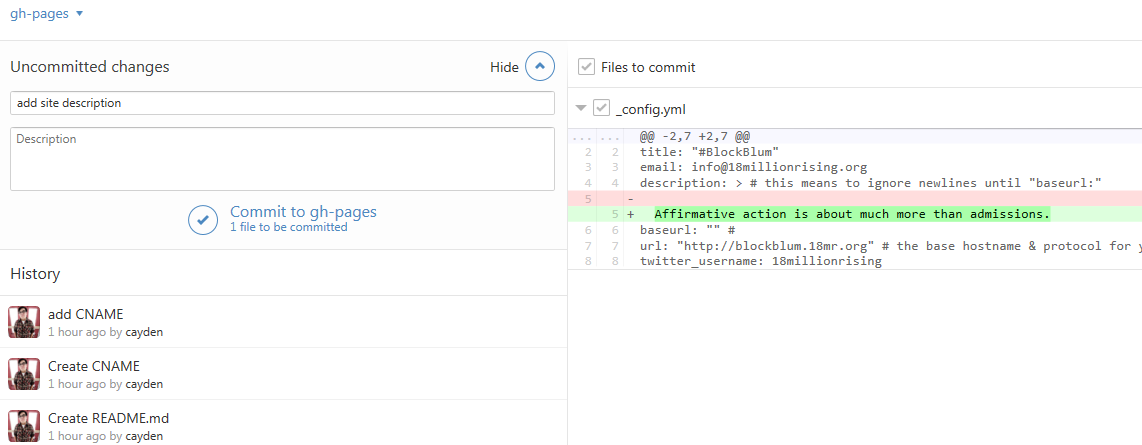 gh-pages
Uncommitted changes
Hide
add site description
Description
Commit to gh-pages
1 file to be committed
History
add CNAME
1 hour ago by cayden
Create CNAME
1 hour ago by cayden
Create README.md
1 hour ago by cayden
Files to commit
_config.yml
... ... @@ -2,7 +2,7 @@
2 2 title: "#BlockBlum"
3 3 email: info@18millionrising.org
4 4 description: > # this means to ignore newlines until "baseurl:"
5 -
5 + Affirmative action is about much more than admissions.
6 6 baseurl: "" #
7 7 url: "http://blockblum.18mr.org" # the base hostname & protocol for y
8 8 twitter_username: 18millionrising